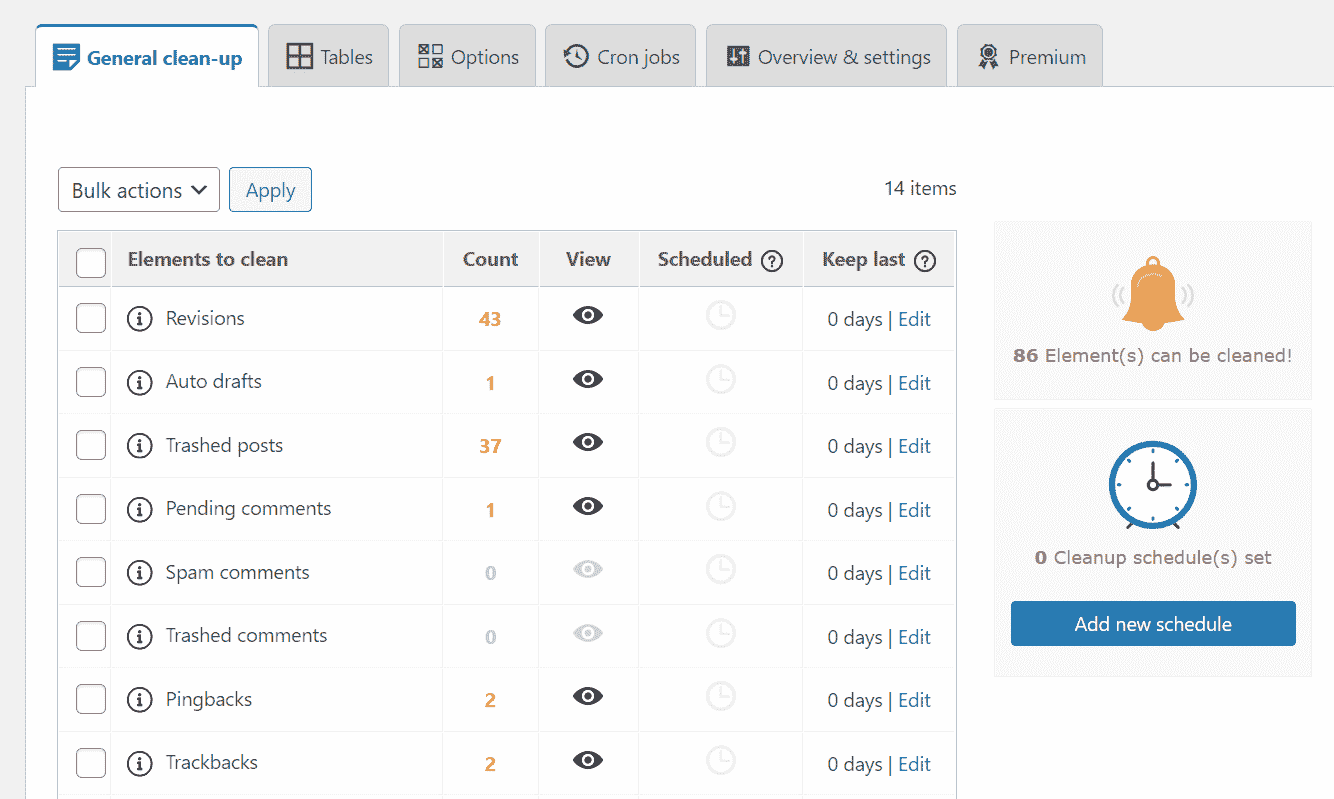 General clean-up Tables Options Cron jobs Overview & settings Premium
Bulk actions Apply 14 items
Elements to clean Count View Scheduled ? Keep last ?
Revisions 43 0 days | Edit
Auto drafts 1 0 days | Edit
Trashed posts 37 0 days | Edit
Pending comments 1 0 days | Edit
Spam comments 0 0 days | Edit
Trashed comments 0 0 days | Edit
Pingbacks 2 0 days | Edit
Trackbacks 2 0 days | Edit
86 Element(s) can be cleaned!
0 Cleanup schedule(s) set
Add new schedule